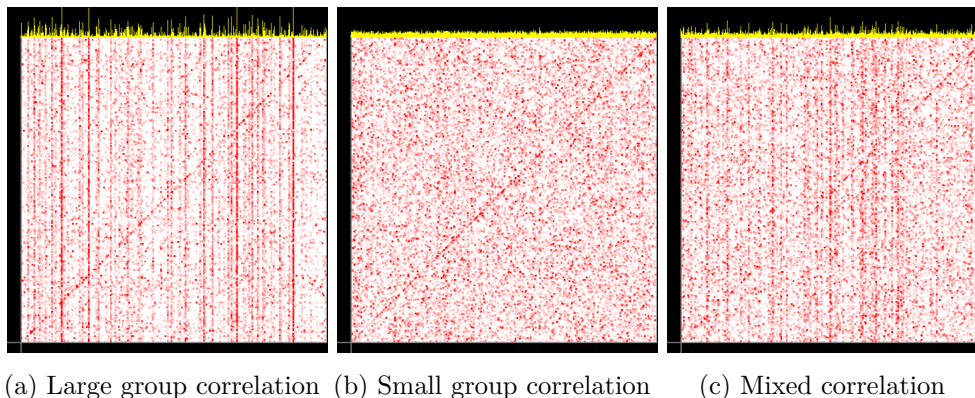 (a) Large group correlation
(b) Small group correlation
(c) Mixed correlation